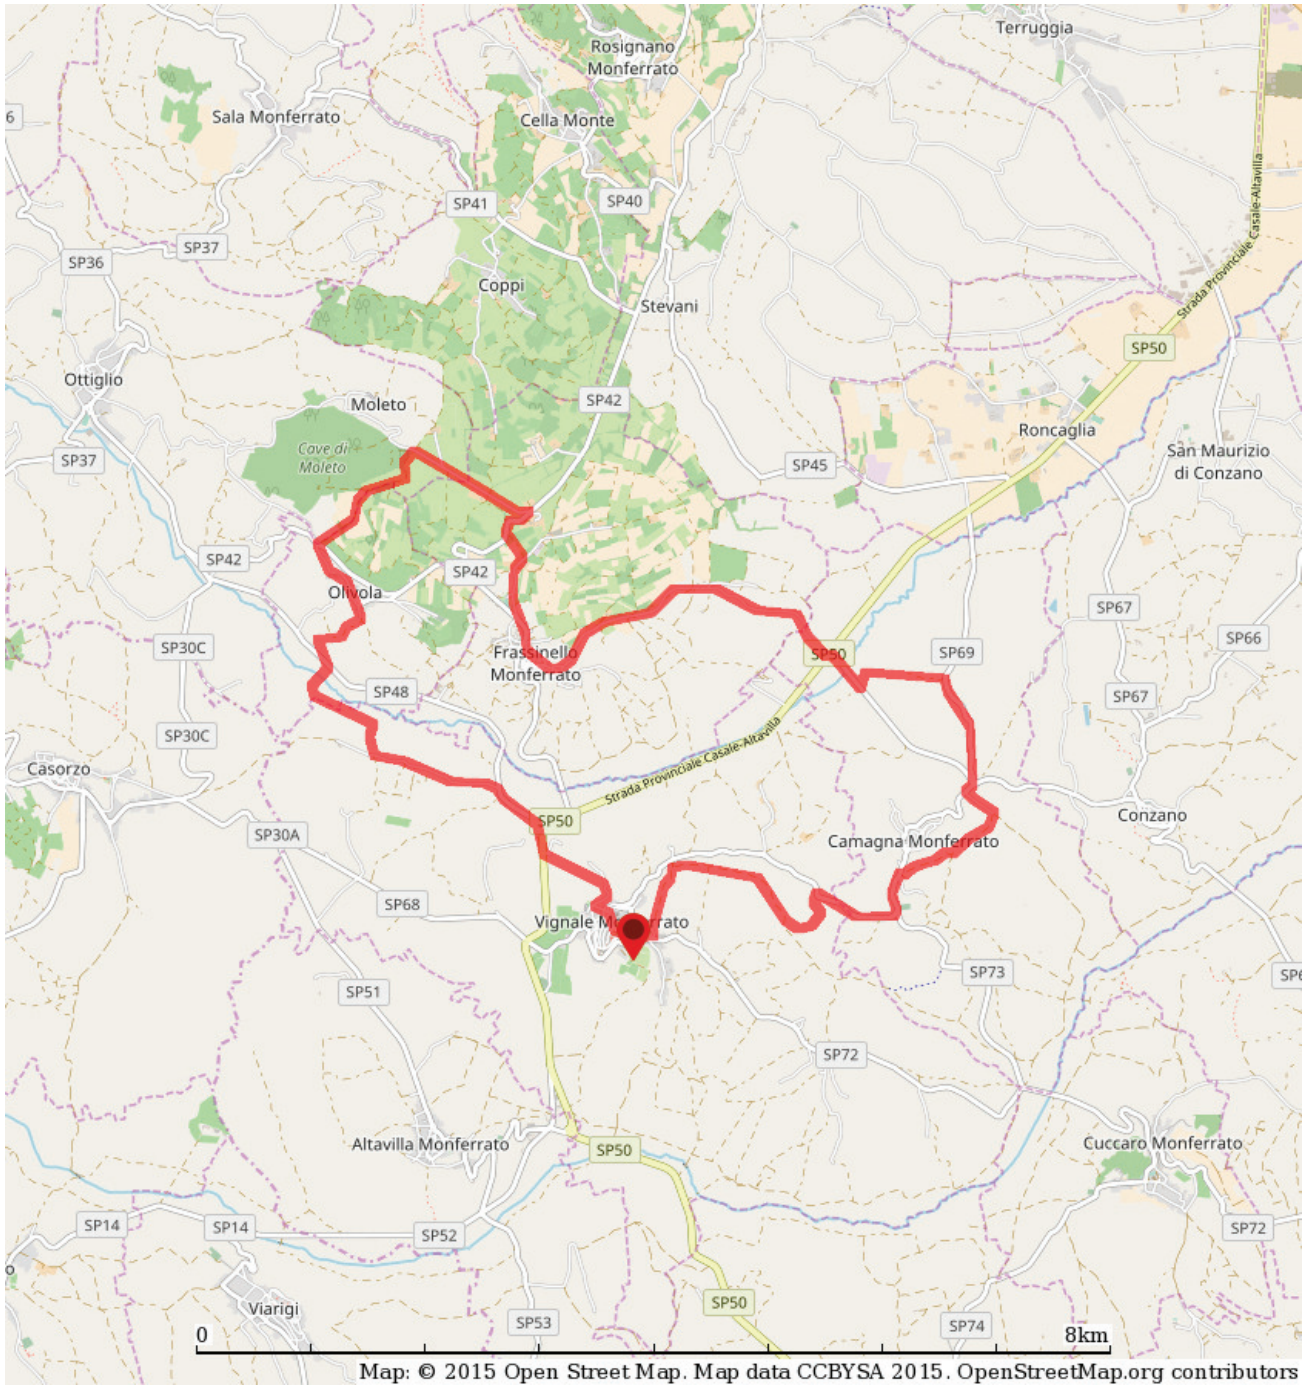 Terruggia
Rosignano
Monferrato
6
Sala Monferrato
Cella Monte
SP41
SP40
SP37
SP36
Coppi
Stevani
Strada Provinciale Casale-Altavilla
SP50
Ottiglio
SP42
Moleto
Roncaglia
Cave di
Moleto
SP37
SP45
San Maurizio
di Conzano
SP42
SP42
Olivola
SP67
SP30C
Frassinello
Monferrato
SP50
SP69
SP66
SP48
SP67
SP30C
Strada Provinciale Casale-Altavilla
Casorzo
SP50
Conzano
SP30A
Camagna Monferrato
SP68
Vignale Monferrato
SP51
SP73
SP6
SP72
Altavilla Monferrato
SP50
Cuccaro Monferrato
SP14
SP14
SP52
SP72
o
Viarigi
SP53
SP50
SP74
0
8km
Map: © 2015 Open Street Map. Map data CCBYSA 2015. OpenStreetMap.org contributors